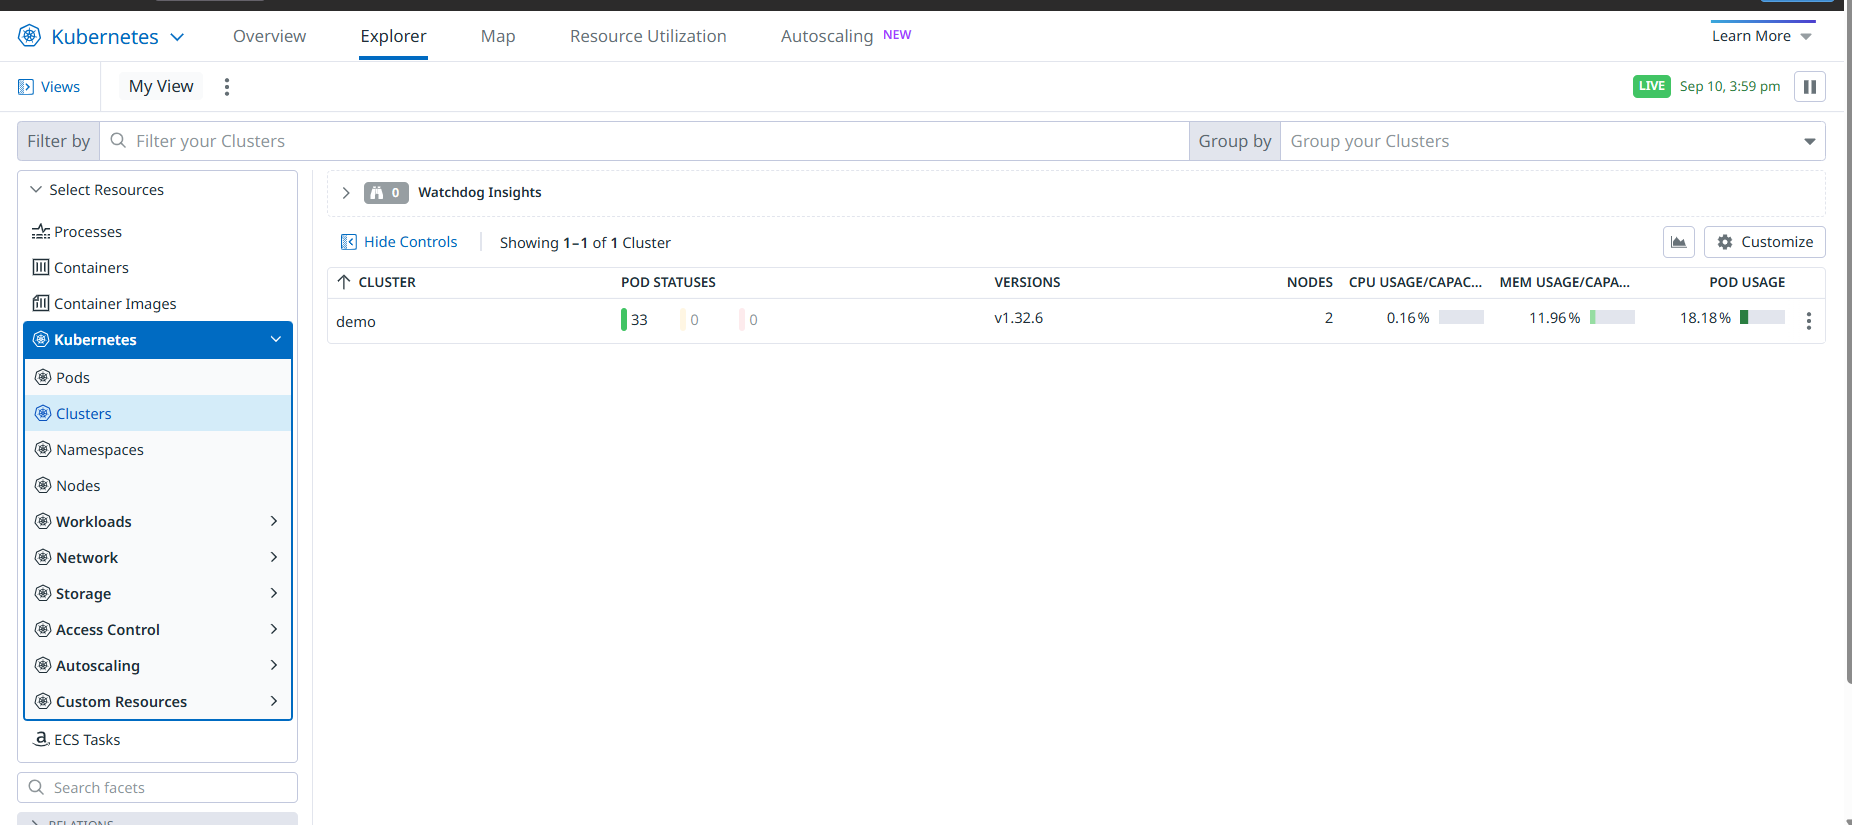 Kubernetes Overview Explorer Map Resource Utilization Autoscaling NEW Learn More
Views My View LIVE Sep 10, 3:59 pm
Filter by Filter your Clusters Group by Group your Clusters
Select Resources
Processes
Containers
Container Images
Kubernetes
Pods
Clusters
Namespaces
Nodes
Workloads
Network
Storage
Access Control
Autoscaling
Custom Resources
ECS Tasks
Search facets
RELATIONS
0 Watchdog Insights
Hide Controls Showing 1–1 of 1 Cluster Customize
CLUSTER POD STATUSES VERSIONS NODES CPU USAGE/CAPAC... MEM USAGE/CAPA... POD USAGE
demo 33 0 0 v1.32.6 2 0.16% 11.96% 18.18%